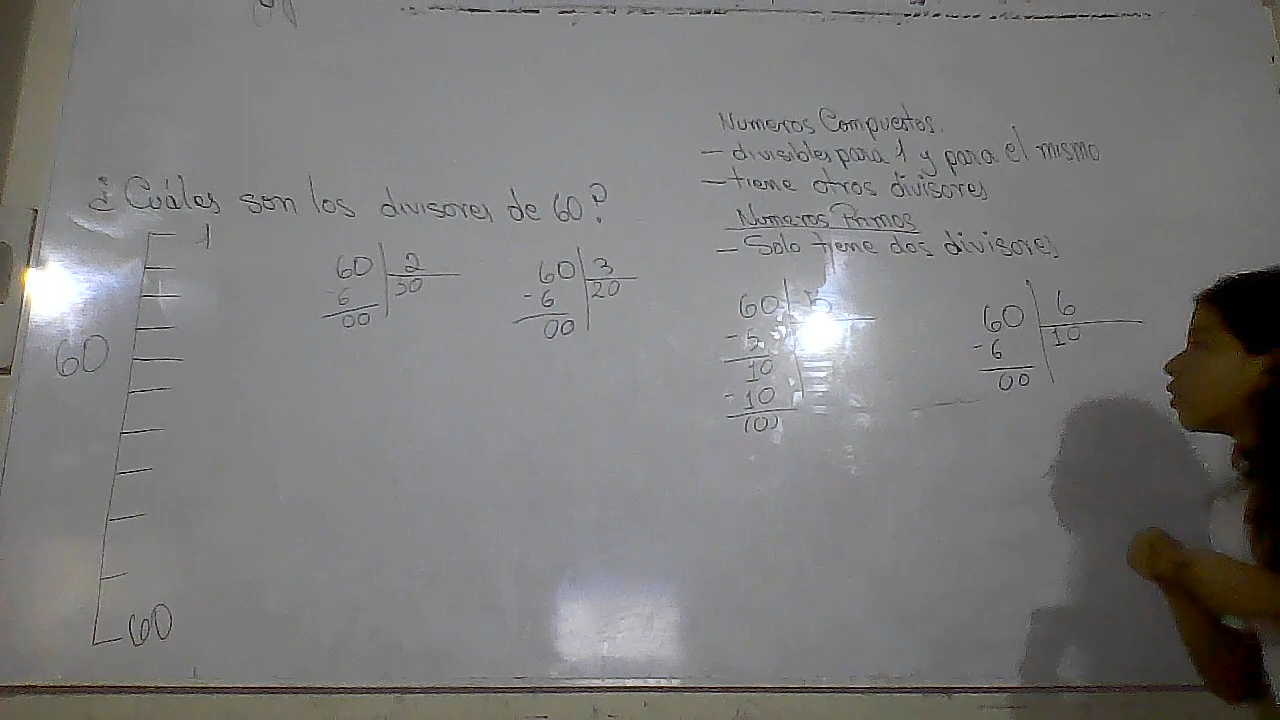 Numeros Compuestos.
- divisibles para 1 y para el mismo
- tiene otros divisores
Numeros Primos
- Solo tiene dos divisores
¿Cuáles son los divisores de 60?
1
60
60
60 2
-6 30
00
60 3
-6 20
00
60 5
-6
10
-10
(0)
60 6
-6 10
00